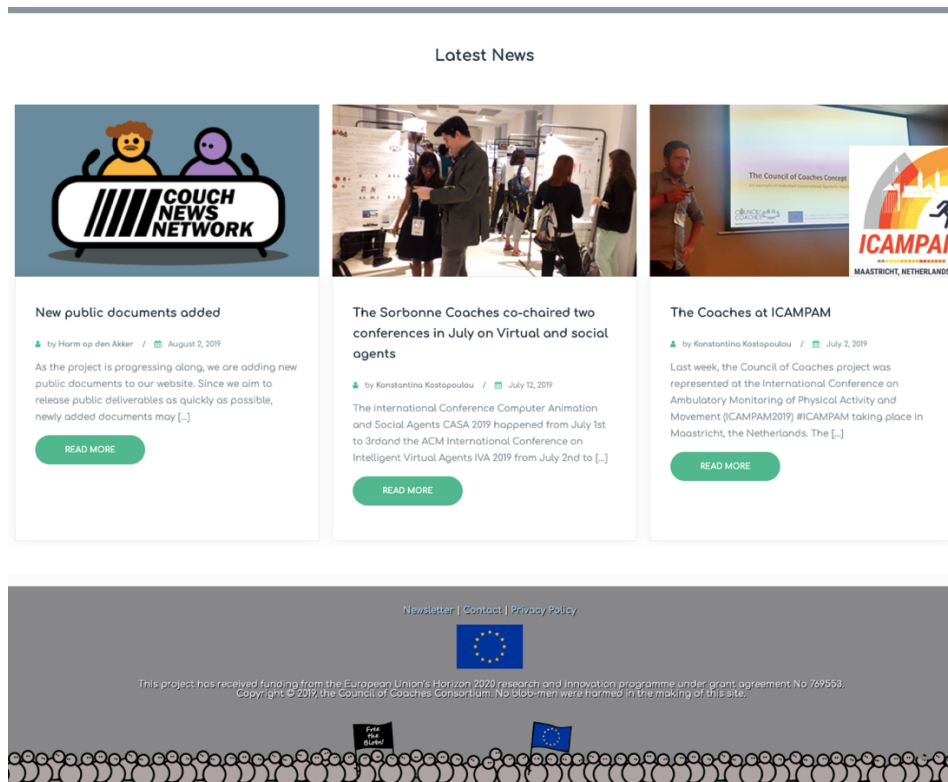 Latest News
COUCH
NEWS
NETWORK
New public documents added
by Harm op den Akker / August 2, 2019
As the project is progressing along, we are adding new
public documents to our website. Since we aim to
release public deliverables as quickly as possible,
newly added documents may [...]
READ MORE
The Sorbonne Coaches co-chaired two
conferences in July on Virtual and social
agents
by Konstantina Kostopoulou / July 12, 2019
The international Conference Computer Animation
and Social Agents CASA 2019 happened from July 1st
to 3rdand the ACM International Conference on
Intelligent Virtual Agents IVA 2019 from July 2nd to [...]
READ MORE
The Council of Coaches Concept
COUNCIL OF
COACHES
ICAMPAM
MAASTRICHT, NETHERLANDS
The Coaches at ICAMPAM
by Konstantina Kostopoulou / July 2, 2019
Last week, the Council of Coaches project was
represented at the International Conference on
Ambulatory Monitoring of Physical Activity and
Movement (ICAMPAM2019) #ICAMPAM taking place in
Maastricht, the Netherlands. The [...]
READ MORE
Newsletter | Contact | Privacy Policy
This project has received funding from the European Union's Horizon 2020 research and innovation programme under grant agreement No 769553.
Copyright © 2019, the Council of Coaches Consortium. No blob-men were harmed in the making of this site.
Free
the
Blobs!